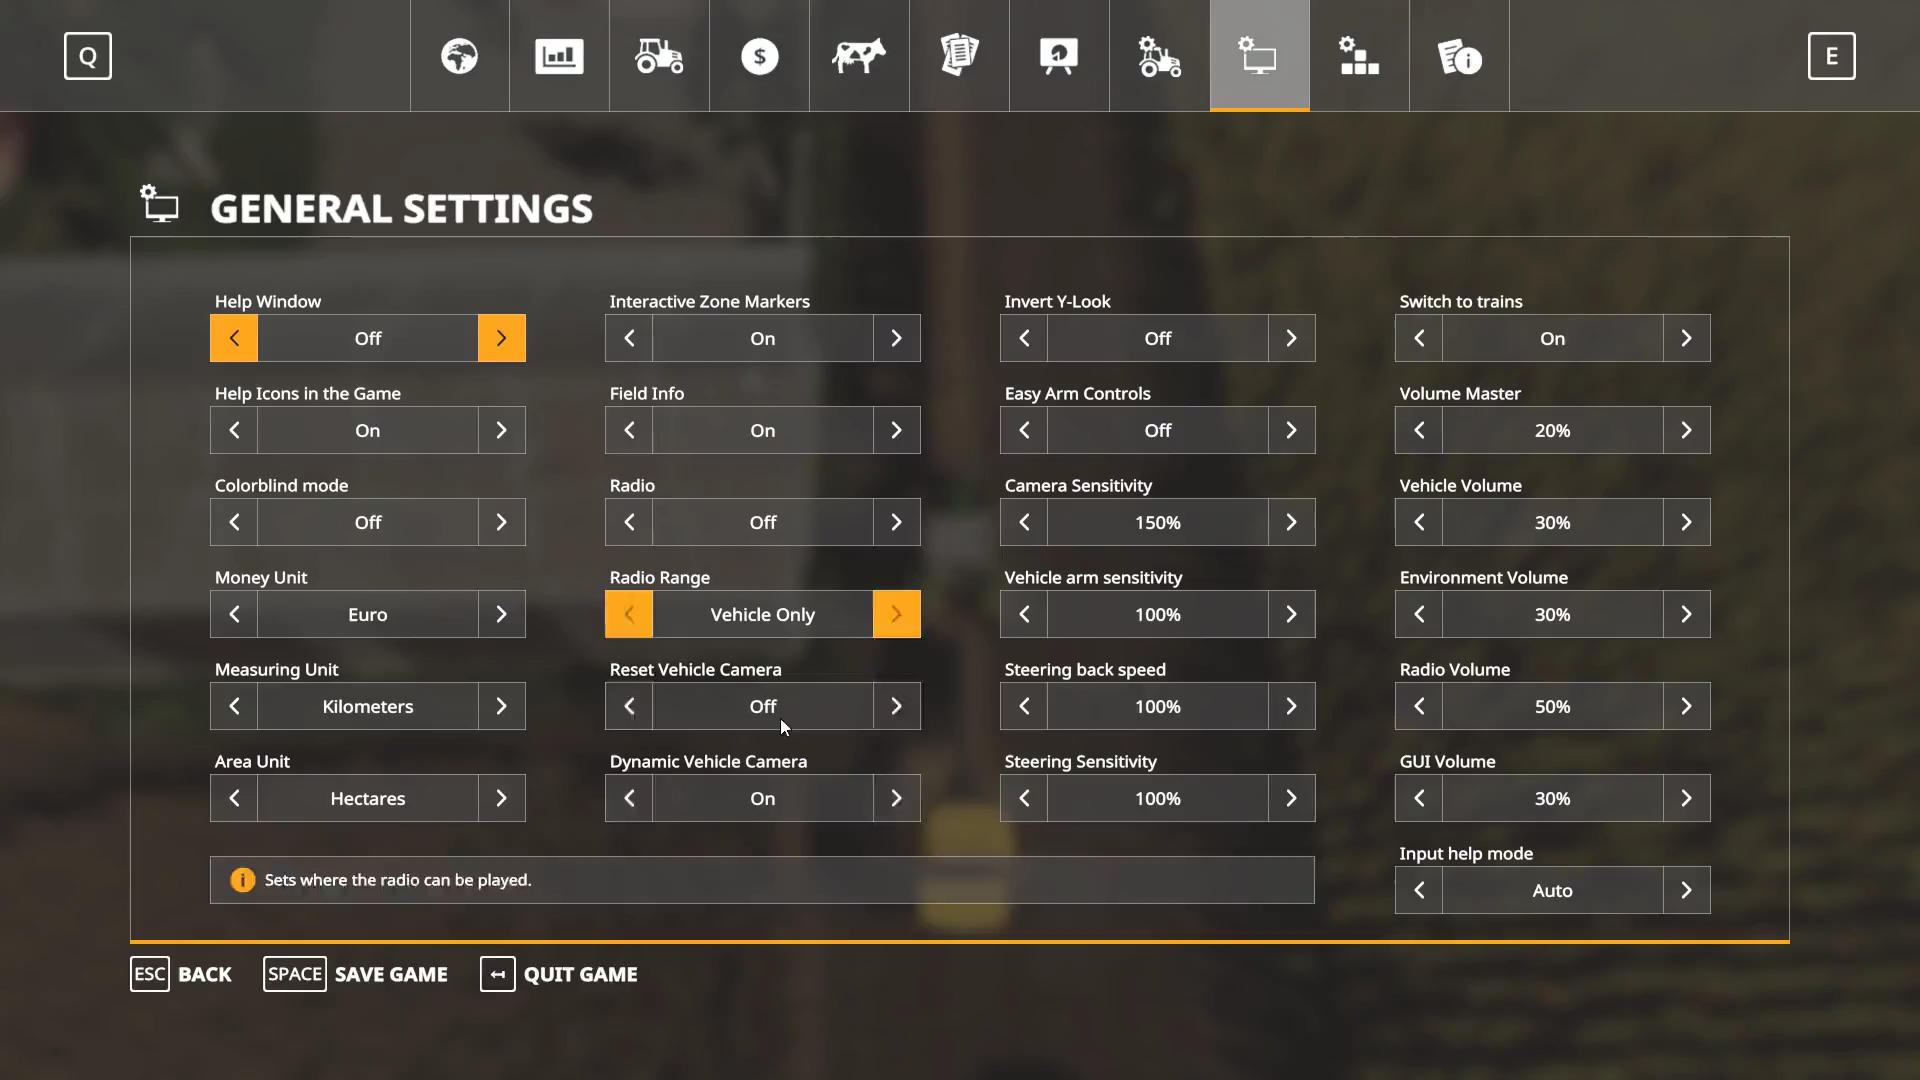 Q
$
E
GENERAL SETTINGS
Help Window
Off
Help Icons in the Game
On
Colorblind mode
Off
Money Unit
Euro
Measuring Unit
Kilometers
Area Unit
Hectares
Interactive Zone Markers
On
Field Info
On
Radio
Off
Radio Range
Vehicle Only
Reset Vehicle Camera
Off
Dynamic Vehicle Camera
On
Invert Y-Look
Off
Easy Arm Controls
Off
Camera Sensitivity
150%
Vehicle arm sensitivity
100%
Steering back speed
100%
Steering Sensitivity
100%
Switch to trains
On
Volume Master
20%
Vehicle Volume
30%
Environment Volume
30%
Radio Volume
50%
GUI Volume
30%
Input help mode
Auto
i Sets where the radio can be played.
ESC BACK SPACE SAVE GAME QUIT GAME